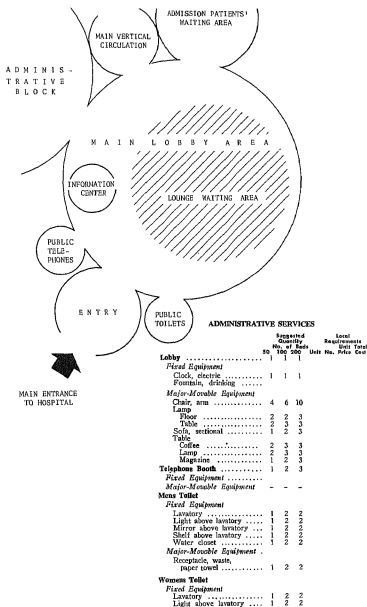 ADMISSION PATIENTS'
WAITING AREA
MAIN VERTICAL
CIRCULATION
ADMINIS-
TRATIVE
BLOCK
MAIN LOBBY AREA
INFORMATION
CENTER
LOUNGE WAITING AREA
PUBLIC
TELE-
PHONES
ENTRY
PUBLIC
TOILETS
MAIN ENTRANCE
TO HOSPITAL
ADMINISTRATIVE SERVICES
Suggested Local
Quantity Requirements
No. of Beds Unit Total
50 100 200 Unit No. Price Cost
Lobby .................... 1 1 1
Fixed Equipment
Clock, electric ........... 1 1 1
Fountain, drinking ......
Major-Movable Equipment
Chair, arm ............... 4 6 10
Lamp
Floor .................. 2 2 3
Table .................. 2 3 3
Sofa, sectional .......... 1 2 3
Table
Coffee ................. 2 3 3
Lamp .................. 2 3 3
Magazine .............. 1 2 3
Telephone Booth ........... 1 2 3
Fixed Equipment ..........
Major-Movable Equipment - - -
Mens Toilet
Fixed Equipment
Lavatory ............... 1 2 2
Light above lavatory ..... 1 2 2
Mirror above lavatory ... 1 2 2
Shelf above lavatory .... 1 2 2
Water closet ............ 1 2 2
Major-Movable Equipment .
Receptacle, waste,
paper towel ........... 1 2 2
Womens Toilet
Fixed Equipment
Lavatory ............... 1 2 2
Light above lavatory .... 1 2 2